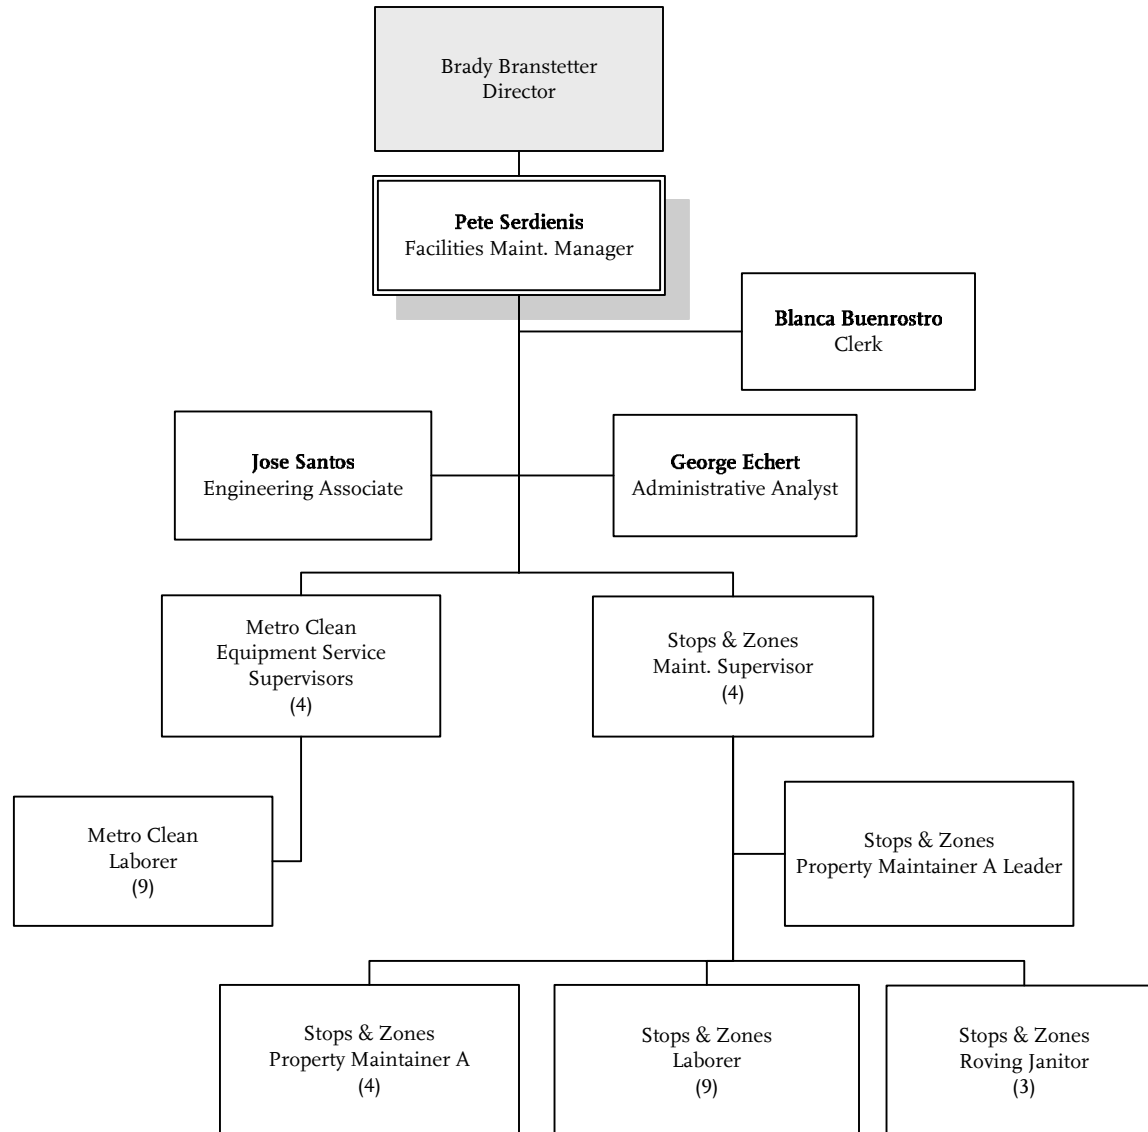 Brady Branstetter
Director
Pete Serdienis
Facilities Maint. Manager
Blanca Buenrostro
Clerk
Jose Santos
Engineering Associate
George Echert
Administrative Analyst
Metro Clean
Equipment Service
Supervisors
(4)
Stops & Zones
Maint. Supervisor
(4)
Metro Clean
Laborer
(9)
Stops & Zones
Property Maintainer A Leader
Stops & Zones
Property Maintainer A
(4)
Stops & Zones
Laborer
(9)
Stops & Zones
Roving Janitor
(3)